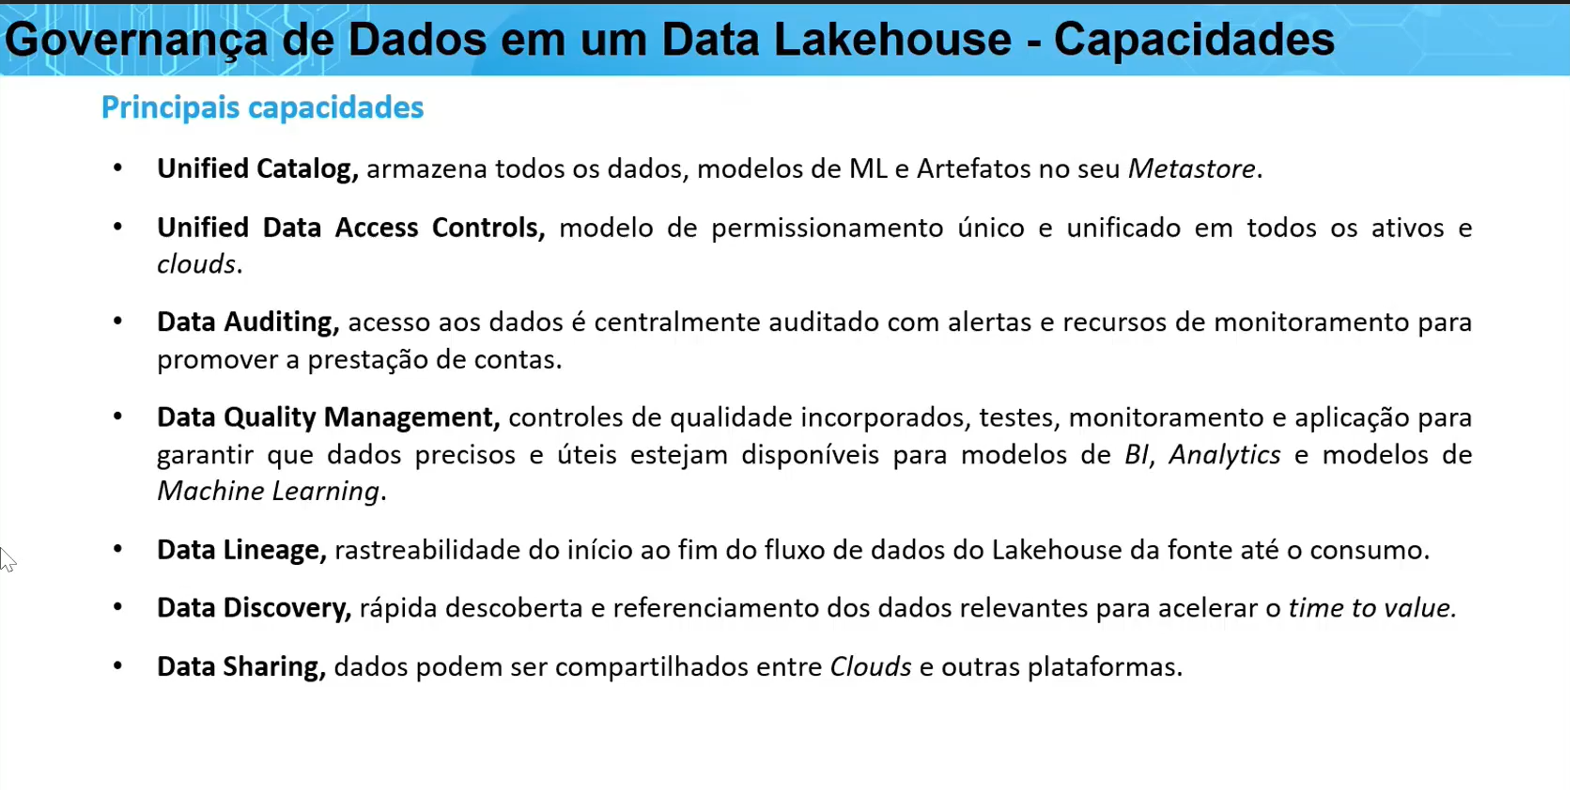 Governança de Dados em um Data Lakehouse - Capacidades
Principais capacidades
• Unified Catalog, armazena todos os dados, modelos de ML e Artefatos no seu Metastore.
• Unified Data Access Controls, modelo de permissionamento único e unificado em todos os ativos e
clouds.
• Data Auditing, acesso aos dados é centralmente auditado com alertas e recursos de monitoramento para
promover a prestação de contas.
• Data Quality Management, controles de qualidade incorporados, testes, monitoramento e aplicação para
garantir que dados precisos e úteis estejam disponíveis para modelos de BI, Analytics e modelos de
Machine Learning.
• Data Lineage, rastreabilidade do início ao fim do fluxo de dados do Lakehouse da fonte até o consumo.
• Data Discovery, rápida descoberta e referenciamento dos dados relevantes para acelerar o time to value.
• Data Sharing, dados podem ser compartilhados entre Clouds e outras plataformas.